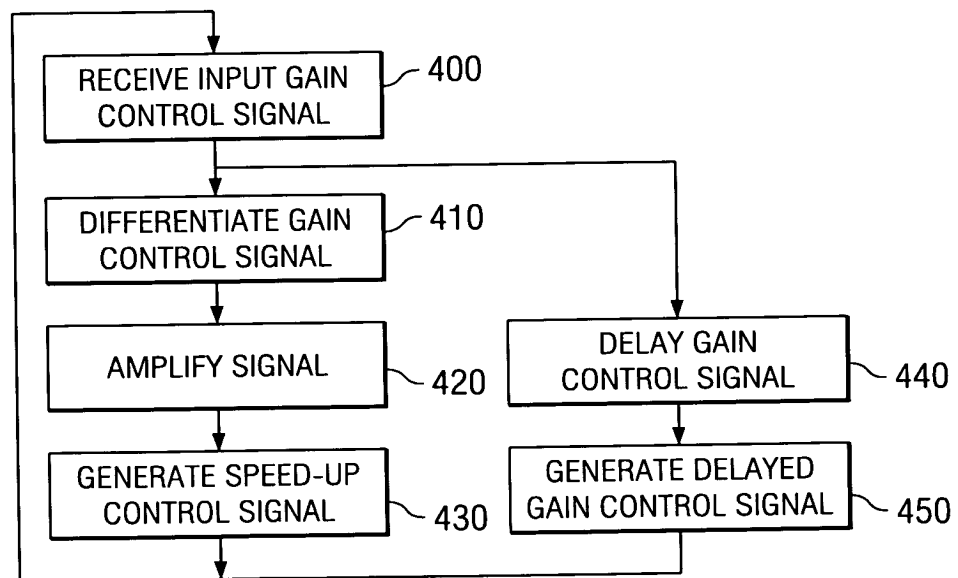 RECEIVE INPUT GAIN
CONTROL SIGNAL
400
DIFFERENTIATE GAIN
CONTROL SIGNAL
410
AMPLIFY SIGNAL
420
GENERATE SPEED-UP
CONTROL SIGNAL
430
DELAY GAIN
CONTROL SIGNAL
440
GENERATE DELAYED
GAIN CONTROL SIGNAL
450